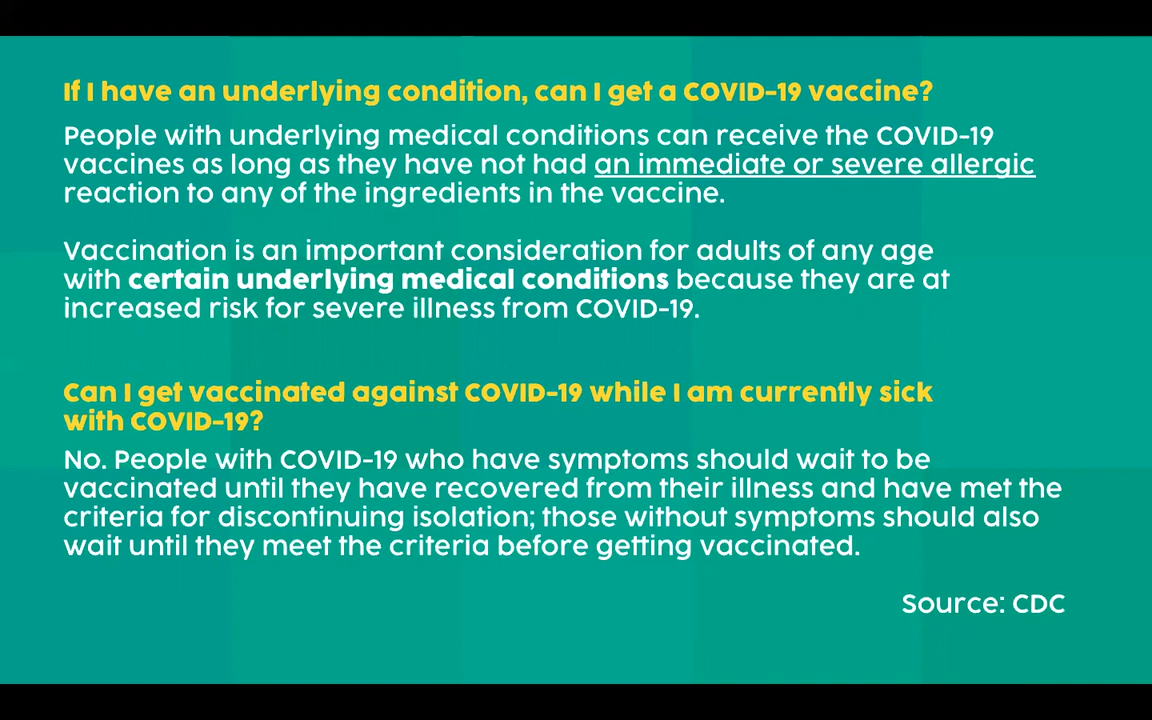 If I have an underlying condition, can I get a COVID-19 vaccine?
People with underlying medical conditions can receive the COVID-19
vaccines as long as they have not had an immediate or severe allergic
reaction to any of the ingredients in the vaccine.
Vaccination is an important consideration for adults of any age
with certain underlying medical conditions because they are at
increased risk for severe illness from COVID-19.
Can I get vaccinated against COVID-19 while I am currently sick
with COVID-19?
No. People with COVID-19 who have symptoms should wait to be
vaccinated until they have recovered from their illness and have met the
criteria for discontinuing isolation; those without symptoms should also
wait until they meet the criteria before getting vaccinated.
Source: CDC